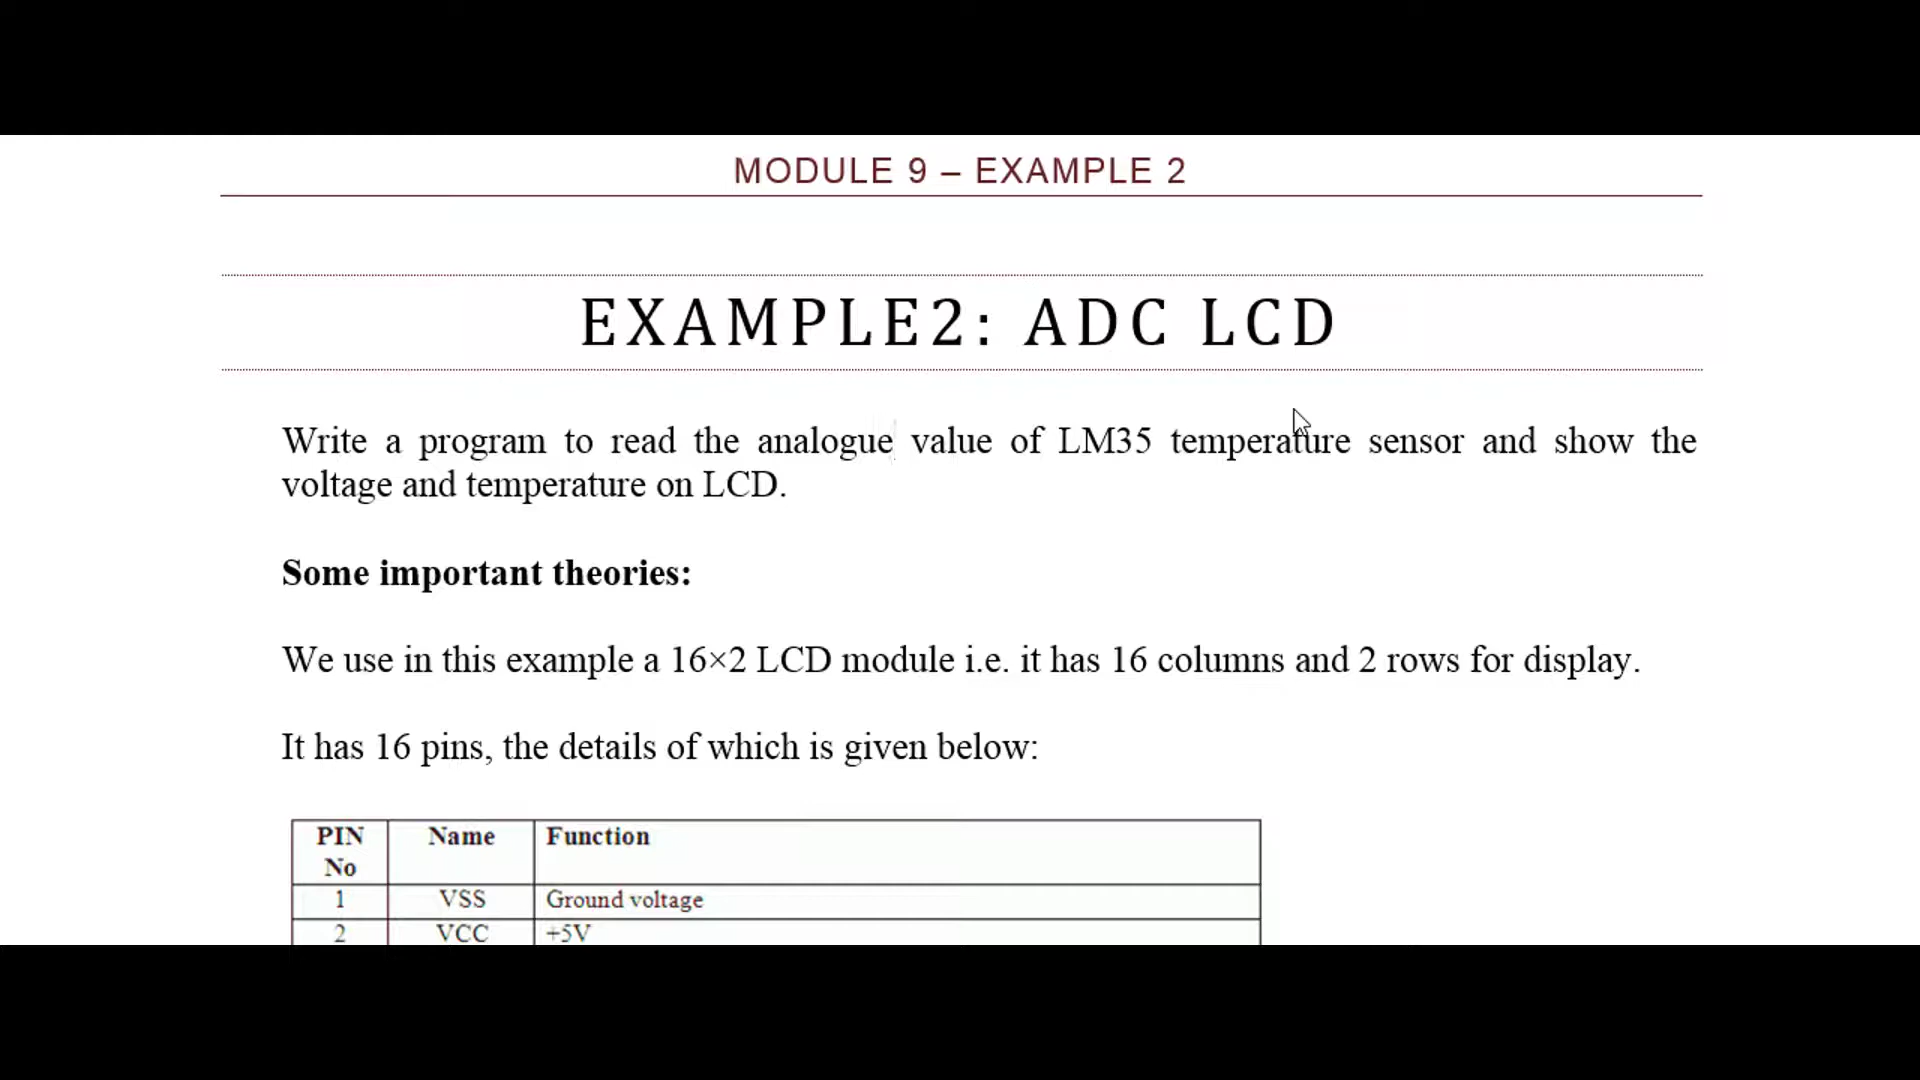 MODULE 9 – EXAMPLE 2
EXAMPLE2: ADC LCD
Write a program to read the analogue value of LM35 temperature sensor and show the
voltage and temperature on LCD.
Some important theories:
We use in this example a 16×2 LCD module i.e. it has 16 columns and 2 rows for display.
It has 16 pins, the details of which is given below:
PIN No Name Function
1 VSS Ground voltage
2 VCC +5V